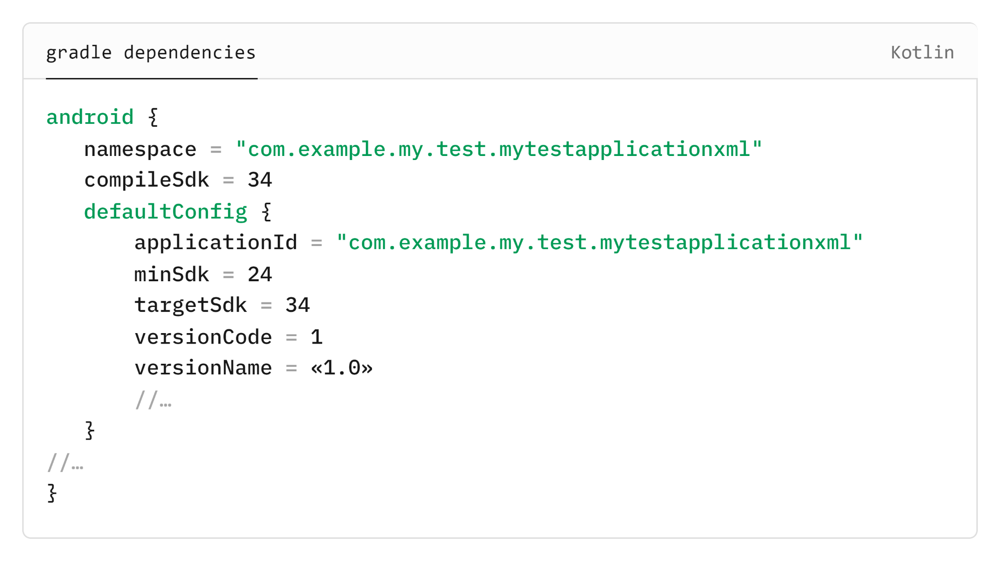 gradle dependencies
Kotlin
android {
   namespace = "com.example.my.test.mytestapplicationxml"
   compileSdk = 34
   defaultConfig {
       applicationId = "com.example.my.test.mytestapplicationxml"
       minSdk = 24
       targetSdk = 34
       versionCode = 1
       versionName = «1.0»
       //…
   }
//…
}